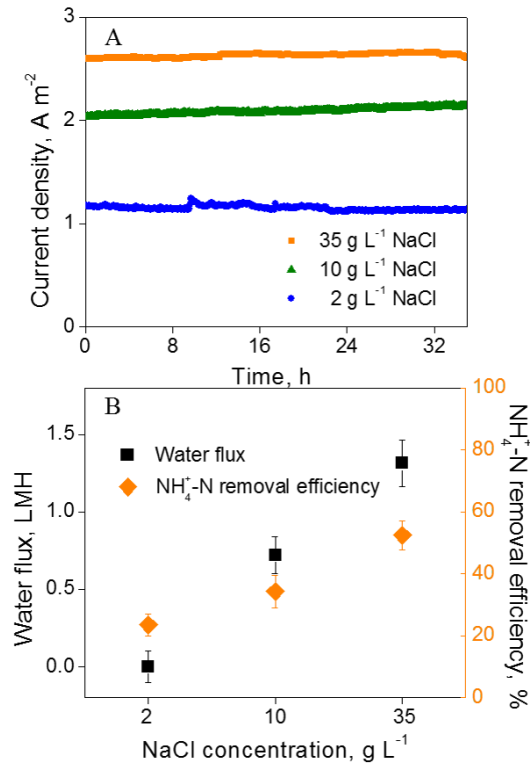 A
3
2
1
0
Current density, A m⁻²
35 g L⁻¹ NaCl
10 g L⁻¹ NaCl
2 g L⁻¹ NaCl
0 8 16 24 32
Time, h
B
1.5
1.0
0.5
0.0
Water flux, LMH
Water flux
NH₄⁺-N removal efficiency
100
80
60
40
20
0
NH₄⁺-N removal
efficiency, %
2 10 35
NaCl concentration, g L⁻¹